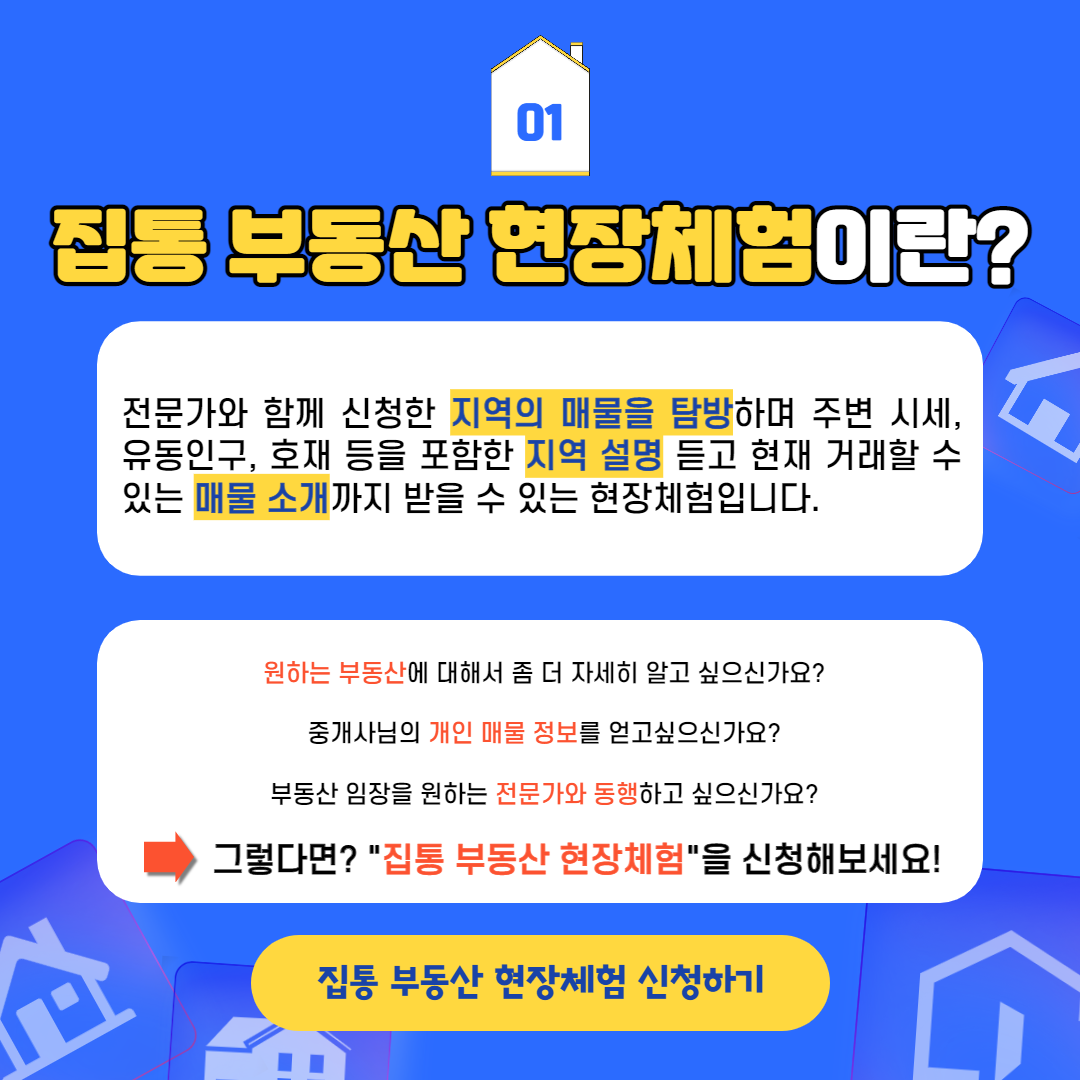 01
집통 부동산 현장체험이란?
전문가와 함께 신청한 지역의 매물을 탐방하며 주변 시세,
유동인구, 호재 등을 포함한 지역 설명 듣고 현재 거래할 수
있는 매물 소개까지 받을 수 있는 현장체험입니다.
원하는 부동산에 대해서 좀 더 자세히 알고 싶으신가요?
중개사님의 개인 매물 정보를 얻고싶으신가요?
부동산 임장을 원하는 전문가와 동행하고 싶으신가요?
그렇다면? "집통 부동산 현장체험"을 신청해보세요!
집통 부동산 현장체험 신청하기